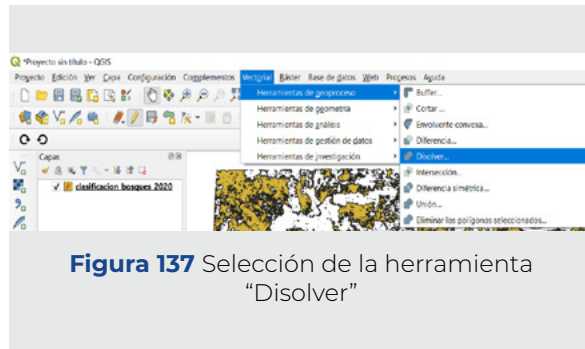 *Proyecto sin título - QGIS
Proyecto Edición Ver Capa Configuración Complementos Vectorial Ráster Base de datos Web Procesos Ayuda
Herramientas de geoproceso
Herramientas de geometría
Herramientas de análisis
Herramientas de gestión de datos
Herramientas de investigación
Buffer...
Cortar...
Envolvente convexa...
Diferencia...
Disolver...
Intersección...
Diferencia simétrica...
Unión...
Eliminar los polígonos seleccionados...
Capas
clasificacion bosques 2020
Figura 137 Selección de la herramienta
“Disolver”